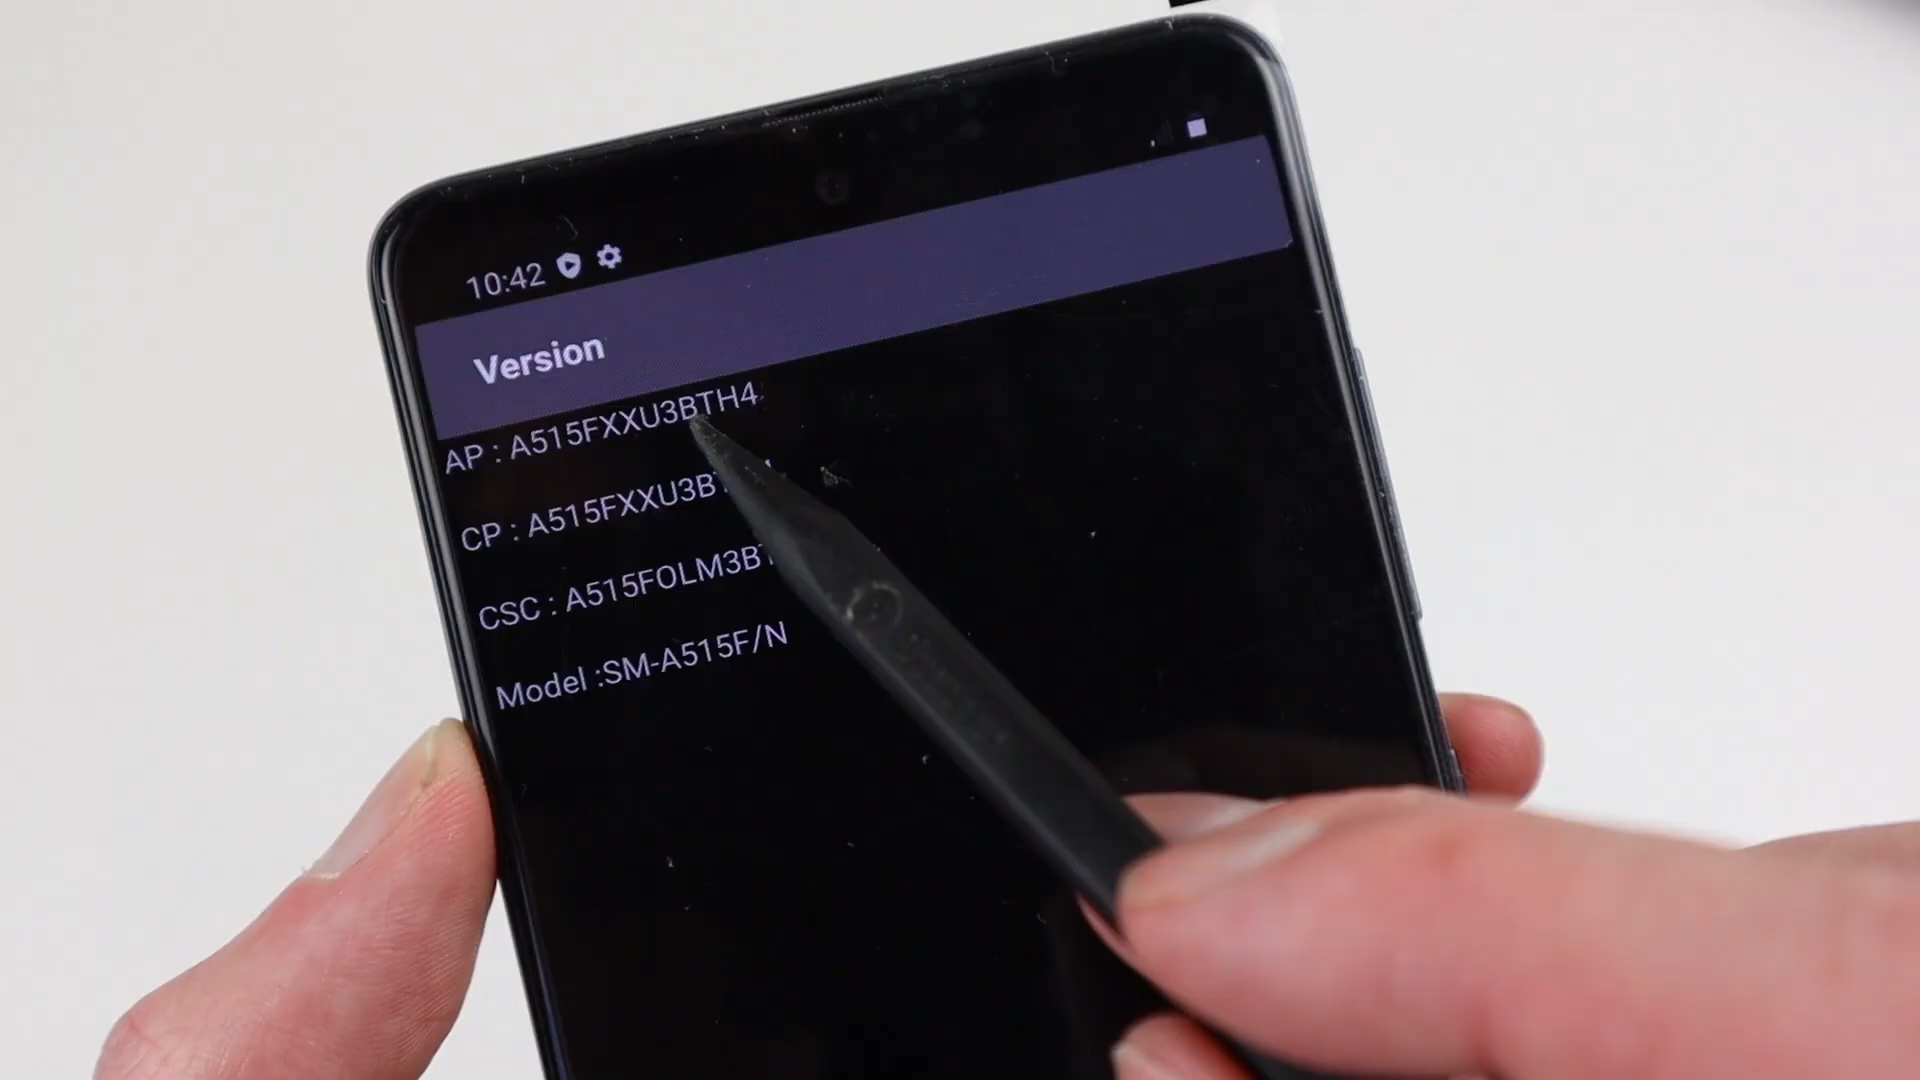 10:42
Version
AP : A515FXXU3BTH4
CP : A515FXXU3B
CSC : A515FOLM3B
Model :SM-A515F/N